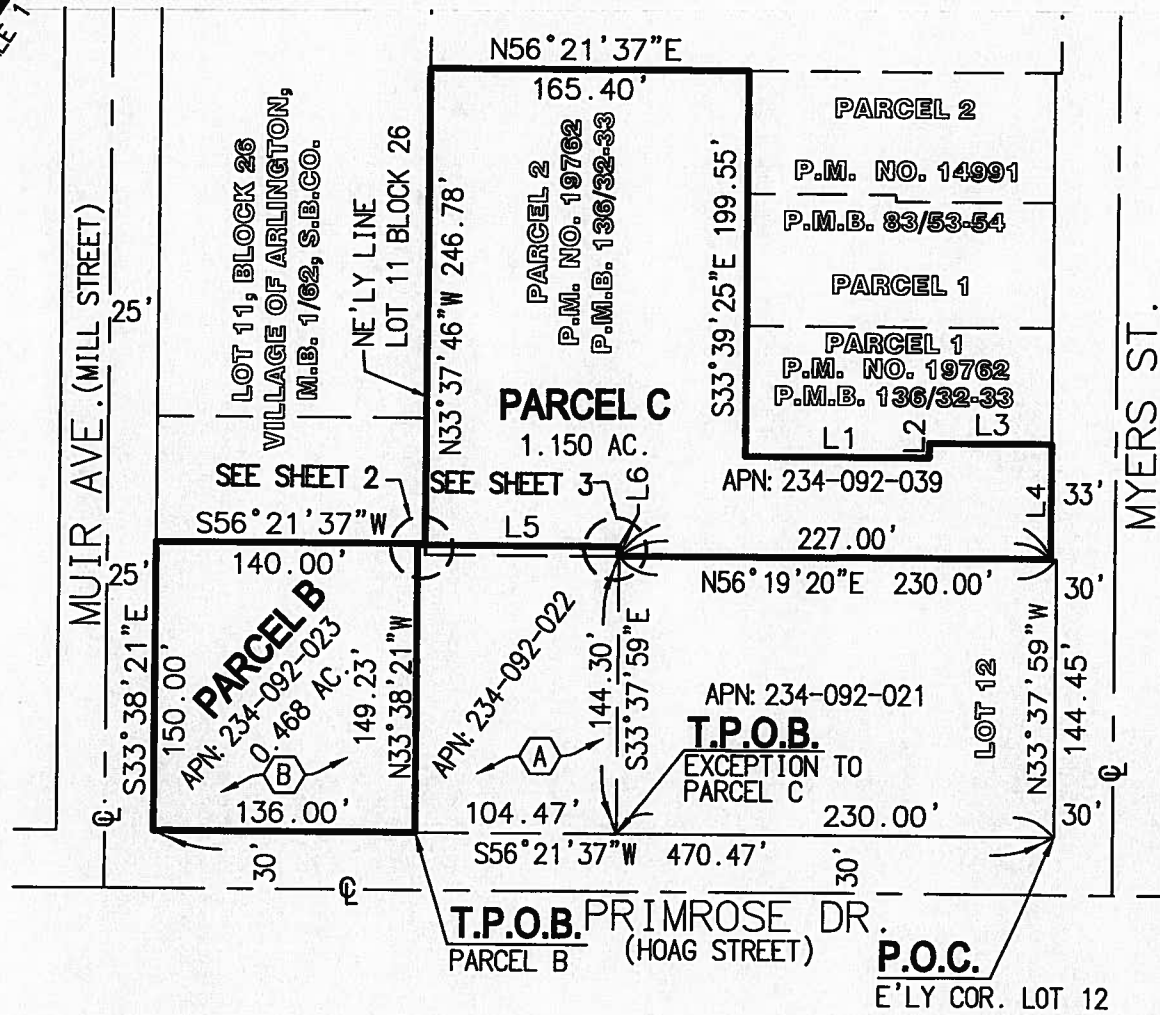 LE 1
N56°21'37"E
165.40'
MUIR AVE.(MILL STREET)
25'
25'
LOT 11, BLOCK 26
VILLAGE OF ARLINGTON,
M.B. 1/62, S.B.CO.
NE'LY LINE
LOT 11 BLOCK 26
N33°37'46"W 246.78'
PARCEL 2
P.M. NO. 19762
P.M.B. 136/32-33
S33°39'25"E 199.55'
PARCEL 2
P.M. NO. 14991
P.M.B. 83/53-54
PARCEL 1
PARCEL 1
P.M. NO. 19762
P.M.B. 136/32-33
MYERS ST.
PARCEL C
1.150 AC.
L1
L2
L3
L4
33'
SEE SHEET 2
SEE SHEET 3
L6
APN: 234-092-039
S56°21'37"W
L5
227.00'
140.00'
N56°19'20"E 230.00'
30'
S33°38'21"E
150.00'
PARCEL B
APN: 234-092-023
0.468 AC.
B
149.23'
N33°38'21"W
APN: 234-092-022
A
144.30'
S33°37'59"E
APN: 234-092-021
LOT 12
N33°37'59"W
144.45'
℄
T.P.O.B.
EXCEPTION TO
PARCEL C
℄
136.00'
104.47'
230.00'
30'
30'
S56°21'37"W 470.47'
30'
℄
T.P.O.B.
PARCEL B
PRIMROSE DR.
(HOAG STREET)
P.O.C.
E'LY COR. LOT 12